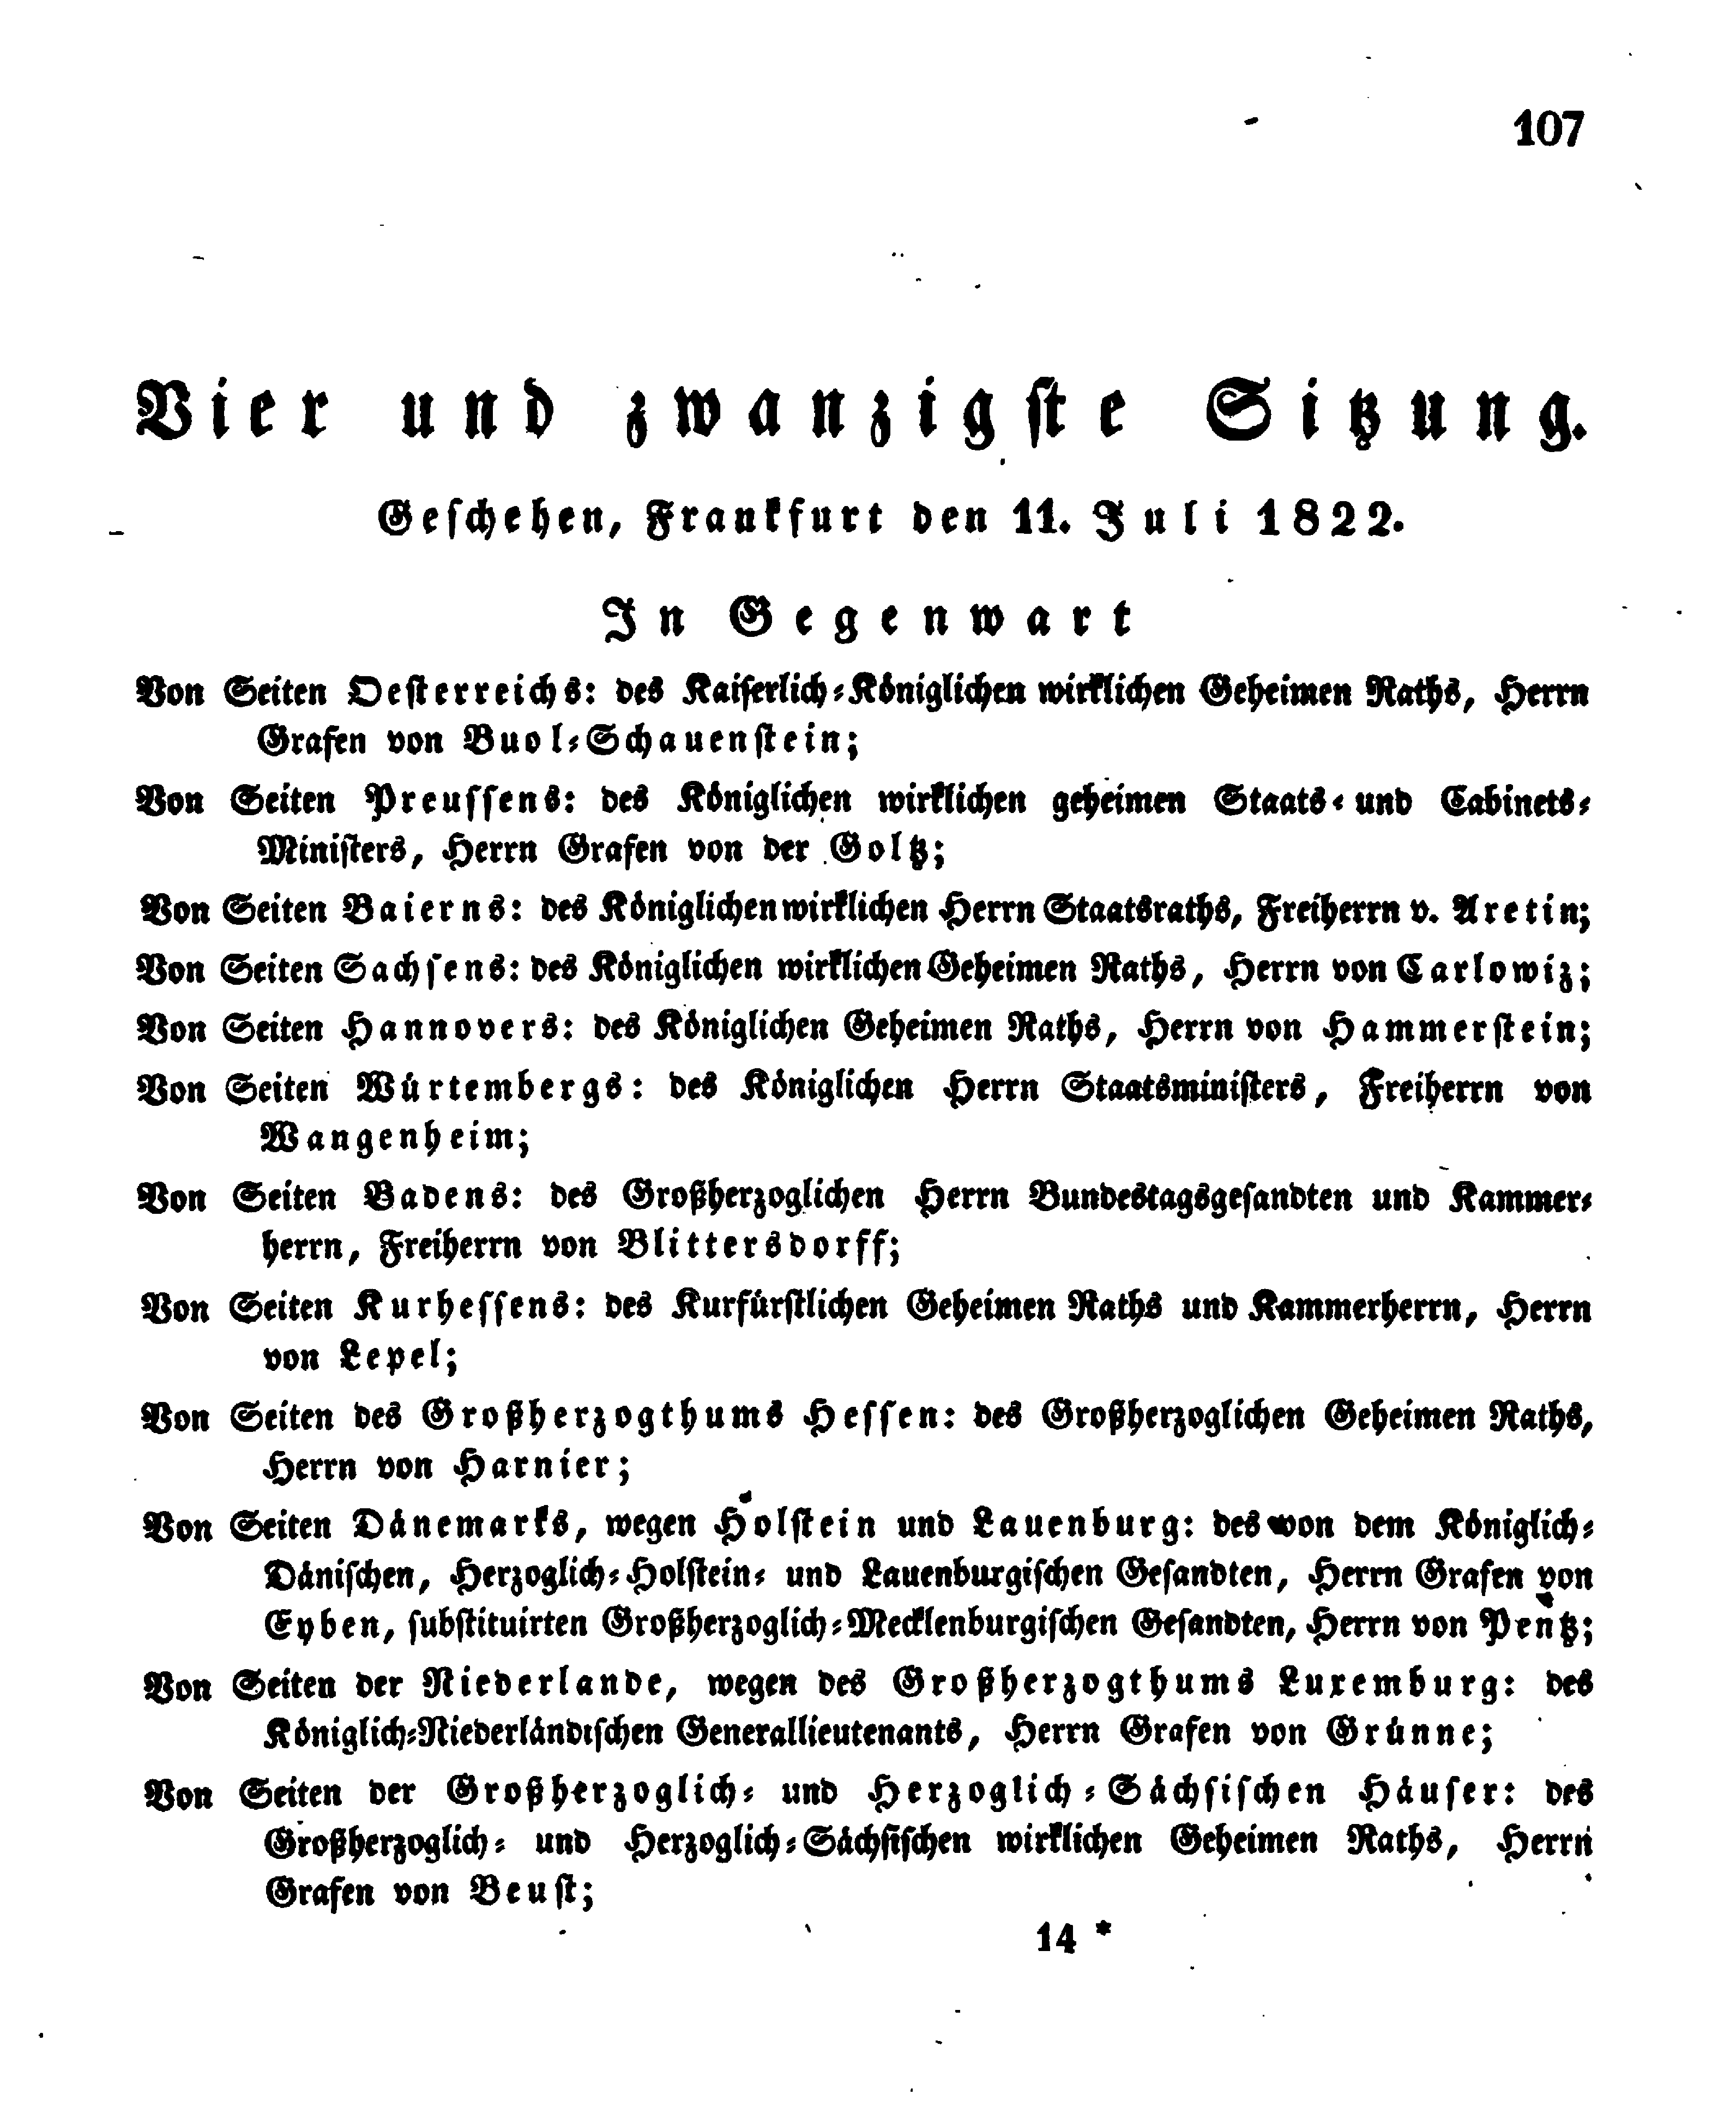 107
Vier und zwanzigste Sitzung.
Geschehen, Frankfurt den 11. Juli 1822.
In Gegenwart
Von Seiten Oesterreichs: des Kaiserlich-Königlichen wirklichen Geheimen Raths, Herrn
Grafen von Buol-Schauenstein;
Von Seiten Preussens: des Königlichen wirklichen geheimen Staats- und Cabinets-
Ministers, Herrn Grafen von der Goltz;
Von Seiten Baierns: des Königlichen wirklichen Herrn Staatsraths, Freiherrn v. Aretin;
Von Seiten Sachsens: des Königlichen wirklichen Geheimen Raths, Herrn von Carlowiz;
Von Seiten Hannovers: des Königlichen Geheimen Raths, Herrn von Hammerstein;
Von Seiten Würtembergs: des Königlichen Herrn Staatsministers, Freiherrn von
Wangenheim;
Von Seiten Badens: des Großherzoglichen Herrn Bundestagsgesandten und Kammer-
herrn, Freiherrn von Blittersdorff;
Von Seiten Kurhessens: des Kurfürstlichen Geheimen Raths und Kammerherrn, Herrn
von Lepel;
Von Seiten des Großherzogthums Hessen: des Großherzoglichen Geheimen Raths,
Herrn von Harnier;
Von Seiten Dänemarks, wegen Holstein und Lauenburg: des von dem Königlich-
Dänischen, Herzoglich-Holstein- und Lauenburgischen Gesandten, Herrn Grafen von
Eyben, substituirten Großherzoglich-Mecklenburgischen Gesandten, Herrn von Pentz;
Von Seiten der Niederlande, wegen des Großherzogthums Luxemburg: des
Königlich-Niederländischen Generallieutenants, Herrn Grafen von Grünne;
Von Seiten der Großherzoglich- und Herzoglich-Sächsischen Häuser: des
Großherzoglich- und Herzoglich-Sächsischen wirklichen Geheimen Raths, Herrn
Grafen von Beust;
14 *